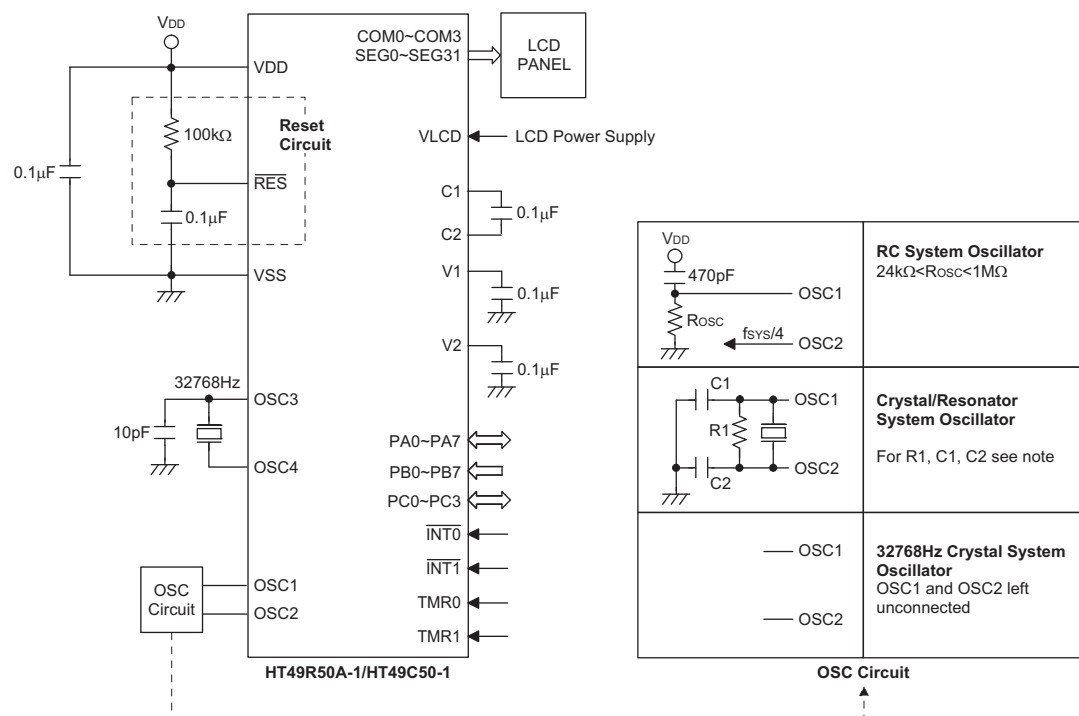 VDD
VDD
COM0~COM3
SEG0~SEG31
LCD
PANEL
100kΩ
Reset
Circuit
VLCD
LCD Power Supply
0.1μF
RES
0.1μF
C1
0.1μF
C2
VSS
V1
0.1μF
V2
0.1μF
32768Hz
OSC3
10pF
OSC4
PA0~PA7
PB0~PB7
PC0~PC3
INT0
INT1
OSC
Circuit
OSC1
OSC2
TMR0
TMR1
HT49R50A-1/HT49C50-1
VDD
470pF
OSC1
ROSC
fSYS/4
OSC2
RC System Oscillator
24kΩ<ROSC<1MΩ
C1
OSC1
R1
OSC2
C2
Crystal/Resonator
System Oscillator
For R1, C1, C2 see note
OSC1
OSC2
32768Hz Crystal System
Oscillator
OSC1 and OSC2 left
unconnected
OSC Circuit